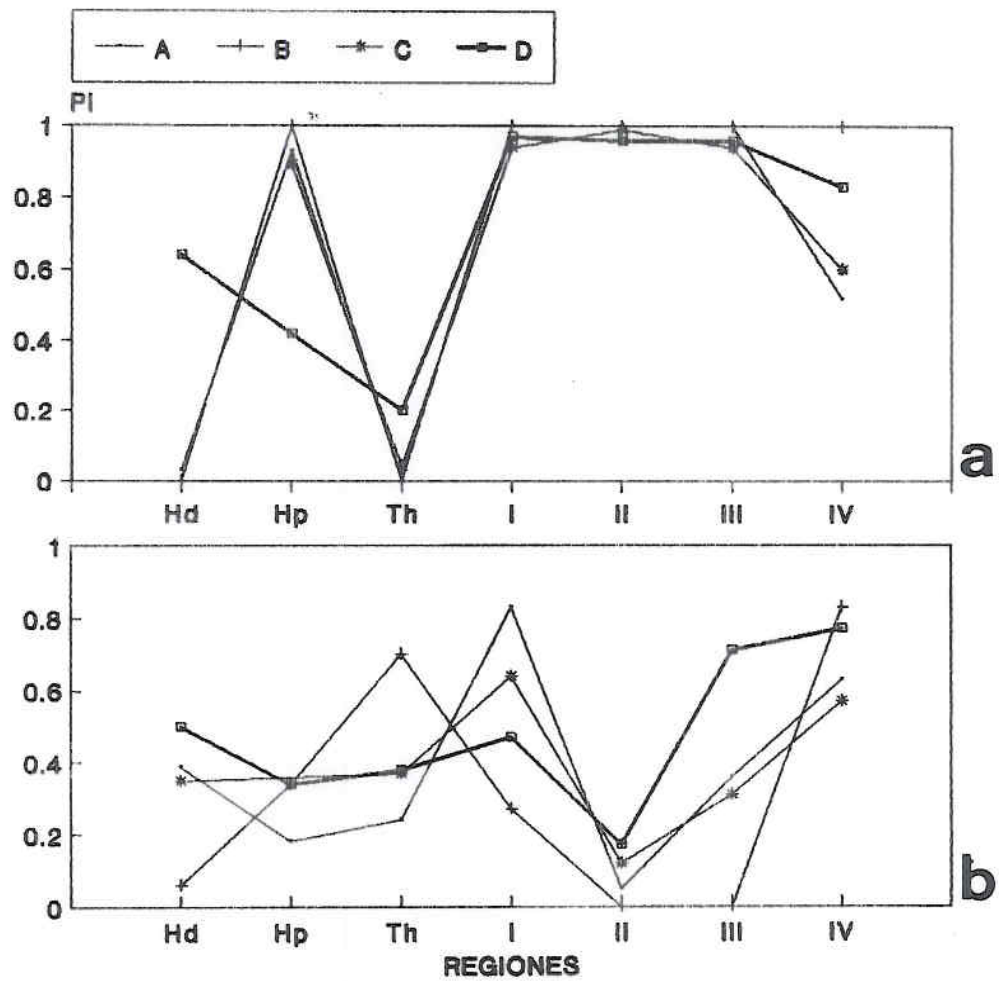 A B C D
PI
1
0.8
0.6
0.4
0.2
0
a
Hd Hp Th I II III IV
1
0.8
0.6
0.4
0.2
0
b
Hd Hp Th I II III IV
REGIONES